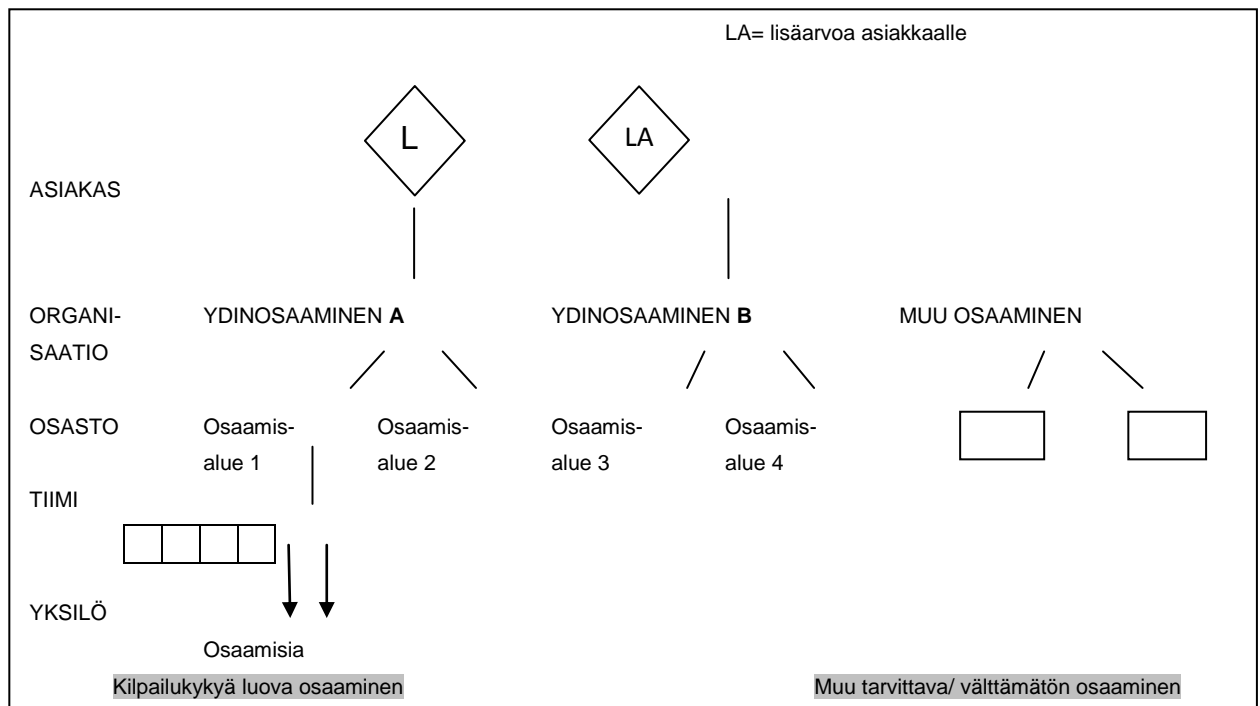 LA= lisäarvoa asiakkaalle
L LA
ASIAKAS
ORGANI- YDINOSAAMINEN A YDINOSAAMINEN B MUU OSAAMINEN
SAATIO
OSASTO Osaamis- Osaamis- Osaamis- Osaamis-
alue 1 alue 2 alue 3 alue 4
TIIMI
YKSILÖ
Osaamisia
Kilpailukykyä luova osaaminen Muu tarvittava/ välttämätön osaaminen